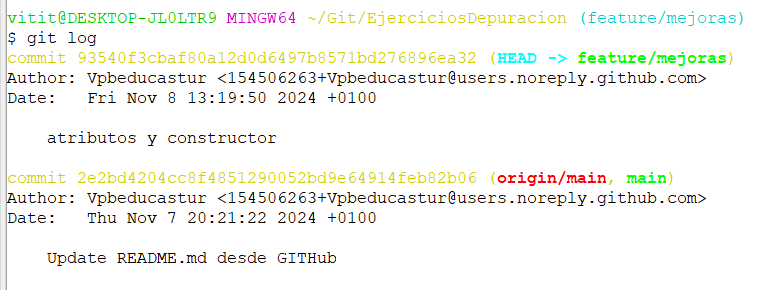 vitit@DESKTOP-JL0LTR9 MINGW64 ~/Git/EjerciciosDepuracion (feature/mejoras)
$ git log
commit 93540f3cbaf80a12d0d6497b8571bd276896ea32 (HEAD -> feature/mejoras)
Author: Vpbeducastur <154506263+Vpbeducastur@users.noreply.github.com>
Date:   Fri Nov 8 13:19:50 2024 +0100
    atributos y constructor
commit 2e2bd4204cc8f4851290052bd9e64914feb82b06 (origin/main, main)
Author: Vpbeducastur <154506263+Vpbeducastur@users.noreply.github.com>
Date:   Thu Nov 7 20:21:22 2024 +0100
    Update README.md desde GITHub